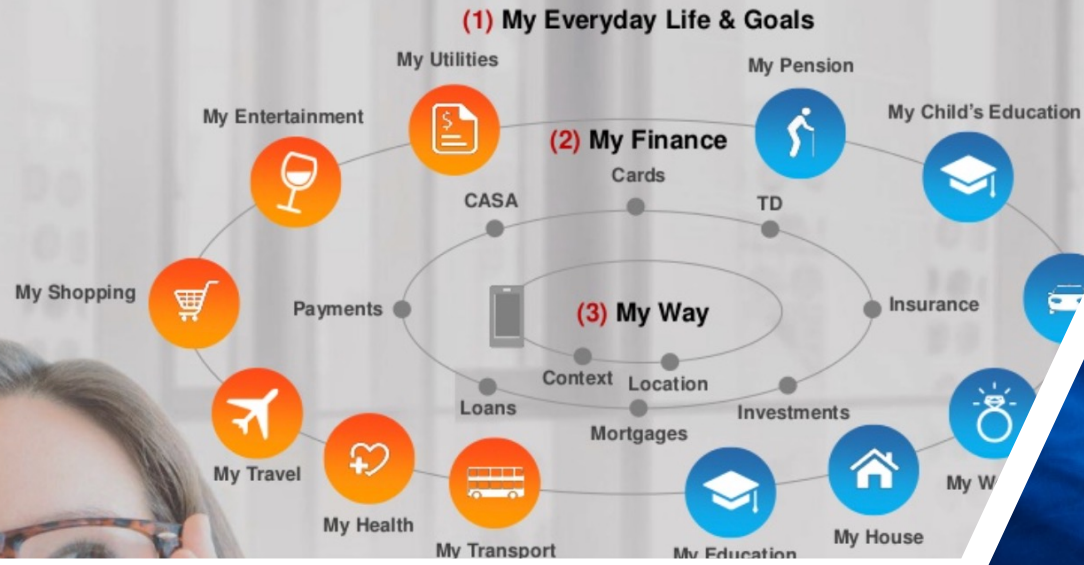 (1) My Everyday Life & Goals
My Utilities
My Pension
My Entertainment
My Child's Education
(2) My Finance
Cards
CASA
TD
My Shopping
Payments
(3) My Way
Insurance
Context
Location
Loans
Investments
Mortgages
My Travel
My Health
My House
My Transport
My Education
My
$